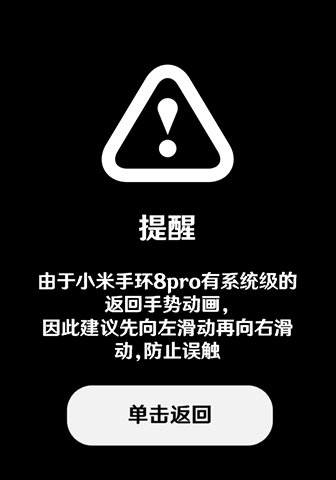 提醒
由于小米手环8pro有系统级的
返回手势动画，
因此建议先向左滑动再向右滑
动，防止误触
单击返回